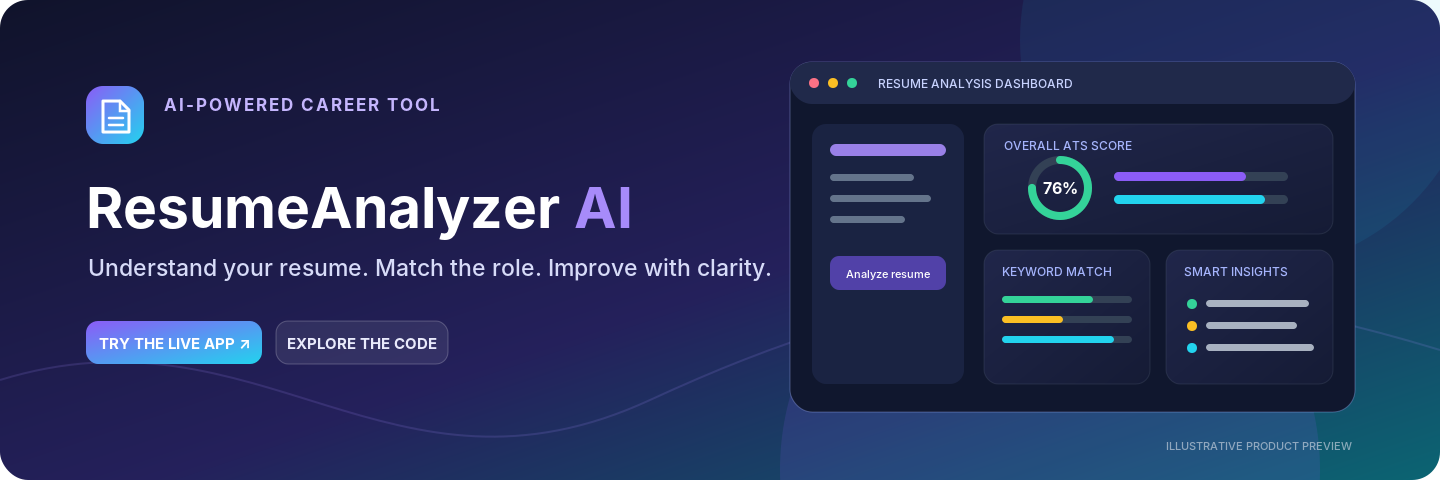 AI-POWERED CAREER TOOL
ResumeAnalyzer AI
Understand your resume. Match the role. Improve with clarity.
TRY THE LIVE APP ↗
EXPLORE THE CODE
RESUME ANALYSIS DASHBOARD
Analyze resume
OVERALL ATS SCORE
76%
KEYWORD MATCH
SMART INSIGHTS
ILLUSTRATIVE PRODUCT PREVIEW